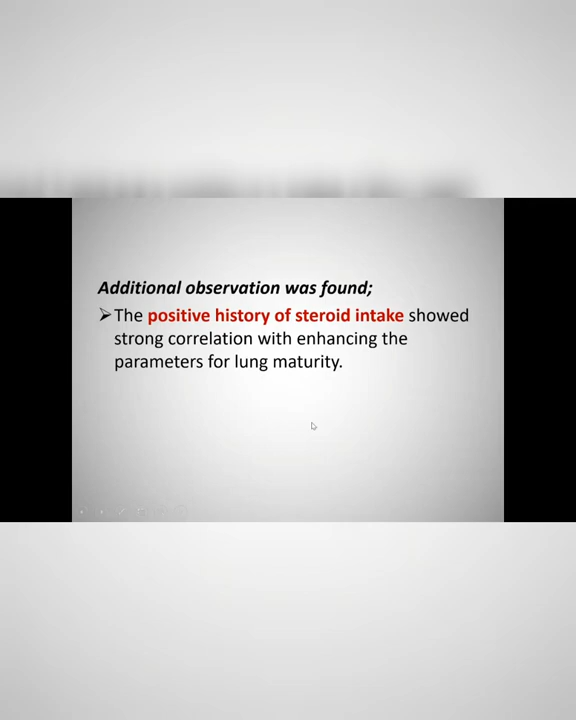 Additional observation was found;
➢The positive history of steroid intake showed
strong correlation with enhancing the
parameters for lung maturity.